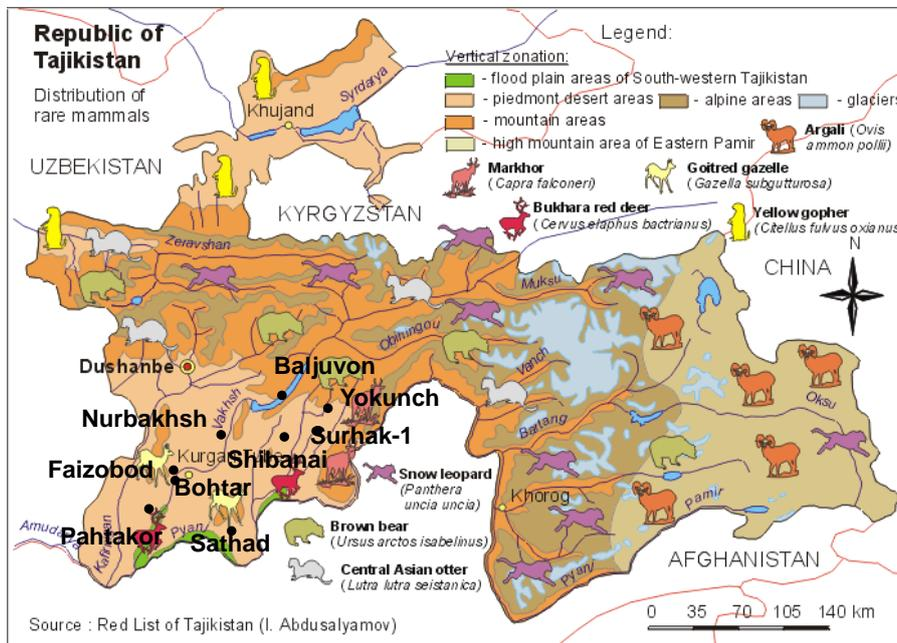 Republic of
Tajikistan
Distribution of
rare mammals
Legend:
Vertical zonation:
- flood plain areas of South-western Tajikistan
- piedmont desert areas
- alpine areas
- glaciers
- mountain areas
- high mountain area of Eastern Pamir
Argali (Ovis
ammon pollii)
Markhor
(Capra falconeri)
Goitred gazelle
(Gazella subgutturosa)
Bukhara red deer
(Cervus elaphus bactrianus)
Yellow gopher
(Citellus fulvus oxianus
Khujand
Syrdarya
UZBEKISTAN
KYRGYZSTAN
N
CHINA
Zeravshan
Muksu
Obihingou
Vanch
Dushanbe
Baljuvon
Yokunch
Vakhsh
Nurbakhsh
Surhak-1
Bartang
Oksu
Shibanai
Faizobod
Bohtar
Snow leopard
(Panthera
uncia uncia)
Khorog
Pamir
Brown bear
(Ursus arctos isabelinus)
Pahtakor
Sathad
Pyanj
Kafirnigan
Central Asian otter
(Lutra lutra seistanica)
Pyanj
AFGHANISTAN
0 35 70 105 140 km
Source : Red List of Tajikistan (I. Abdusalyamov)